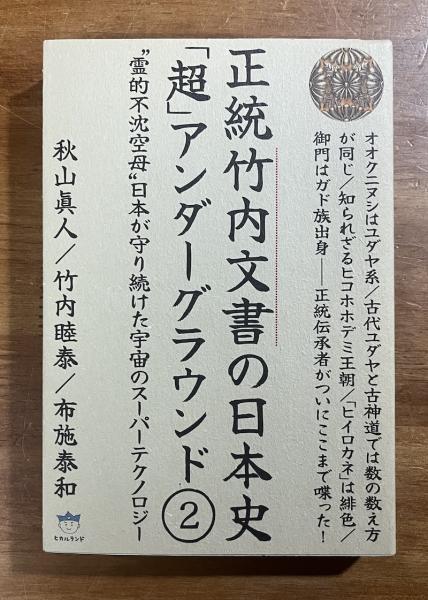 オオクニヌシはユダヤ系/古代ユダヤと古神道では数の数え方
が同じ/知られざるヒコホホデミ王朝/「ヒイロカネ」は緋色/
御門はガド族出身――正統伝承者がついにここまで喋った!
正統竹内文書の日本史
「超」アンダーグラウンド②
"霊的不沈空母"日本が守り続けた宇宙のスーパーテクノロジー
秋山眞人/竹内睦泰/布施泰和
ヒカルランド